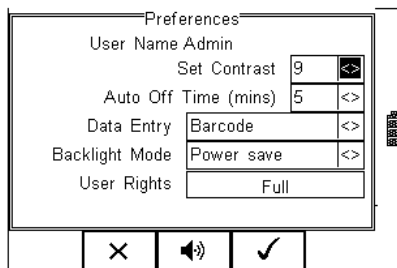 Preferences
User Name Admin
Set Contrast 9 <>
Auto Off Time (mins) 5 <>
Data Entry Barcode <>
Backlight Mode Power save <>
User Rights Full